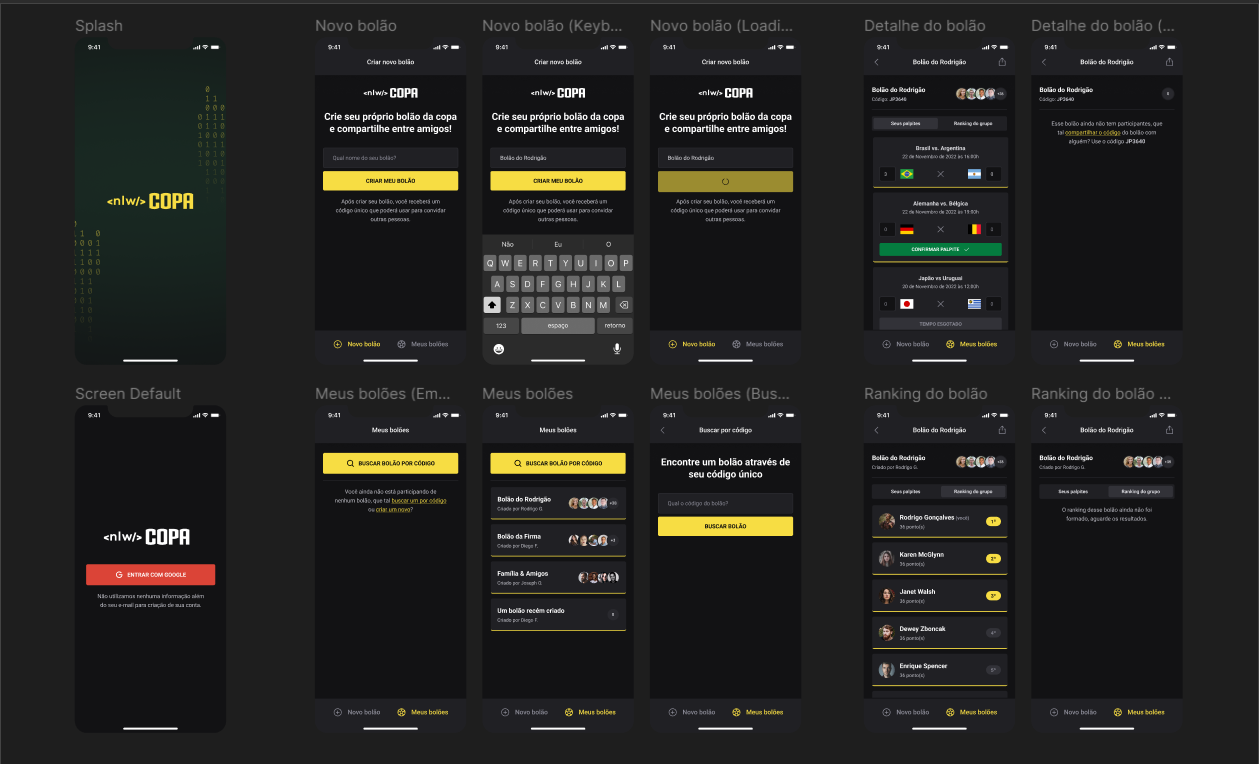 Splash
9:41
<nlw/> COPA
Novo bolão
9:41
Criar novo bolão
<nlw/> COPA
Crie seu próprio bolão da copa
e compartilhe entre amigos!
Qual nome do seu bolão?
CRIAR MEU BOLÃO
Após criar seu bolão, você receberá um
código único que poderá usar para convidar
outras pessoas.
Novo bolão
Meus bolões
Novo bolão (Keyb...
9:41
Criar novo bolão
<nlw/> COPA
Crie seu próprio bolão da copa
e compartilhe entre amigos!
Bolão do Rodrigão
CRIAR MEU BOLÃO
Após criar seu bolão, você receberá um
código único que poderá usar para convidar
outras pessoas.
Não Eu O
Q W E R T Y U I O P
A S D F G H J K L
Z X C V B N M
123 espaço retorno
Novo bolão (Loadi...
9:41
Criar novo bolão
<nlw/> COPA
Crie seu próprio bolão da copa
e compartilhe entre amigos!
Bolão do Rodrigão
Após criar seu bolão, você receberá um
código único que poderá usar para convidar
outras pessoas.
Novo bolão
Meus bolões
Detalhe do bolão
9:41
Bolão do Rodrigão
Bolão do Rodrigão
Código: JP3640
Seus palpites
Ranking do grupo
Brasil vs. Argentina
22 de Novembro de 2022 às 16:00h
Alemanha vs. Bélgica
22 de Novembro de 2022 às 19:00h
0 0
CONFIRMAR PALPITE
Japão vs Uruguai
20 de Novembro de 2022 às 12:00h
0 0
TEMPO ESGOTADO
Novo bolão
Meus bolões
Detalhe do bolão (...
9:41
Bolão do Rodrigão
Bolão do Rodrigão
Código: JP3640
0
Esse bolão ainda não tem participantes, que
tal compartilhar o código do bolão com
alguém? Use o código JP3640
Novo bolão
Meus bolões
Screen Default
9:41
<nlw/> COPA
ENTRAR COM GOOGLE
Não utilizamos nenhuma informação além
do seu e-mail para criação de sua conta.
Meus bolões (Em...
9:41
Meus bolões
BUSCAR BOLÃO POR CÓDIGO
Você ainda não está participando de
nenhum bolão, que tal buscar um por código
ou criar um novo?
Novo bolão
Meus bolões
Meus bolões
9:41
Meus bolões
BUSCAR BOLÃO POR CÓDIGO
Bolão do Rodrigão
Criado por Rodrigo G.
Bolão da Firma
Criado por Diego F.
Família & Amigos
Criado por Joseph O.
Um bolão recém criado
Criado por Diego F.
0
Novo bolão
Meus bolões
Meus bolões (Bus...
9:41
Buscar por código
Encontre um bolão através de
seu código único
Qual o código do bolão?
BUSCAR BOLÃO
Novo bolão
Meus bolões
Ranking do bolão
9:41
Bolão do Rodrigão
Bolão do Rodrigão
Criado por Rodrigo G.
Seus palpites
Ranking do grupo
Rodrigo Gonçalves (você)
36 ponto(s)
1º
Karen McGlynn
36 ponto(s)
2º
Janet Walsh
36 ponto(s)
3º
Dewey Zboncak
36 ponto(s)
4º
Enrique Spencer
36 ponto(s)
5º
Novo bolão
Meus bolões
Ranking do bolão ...
9:41
Bolão do Rodrigão
Bolão do Rodrigão
Criado por Rodrigo G.
Seus palpites
Ranking do grupo
O ranking desse bolão ainda não foi
formado, aguarde os resultados.
Novo bolão
Meus bolões